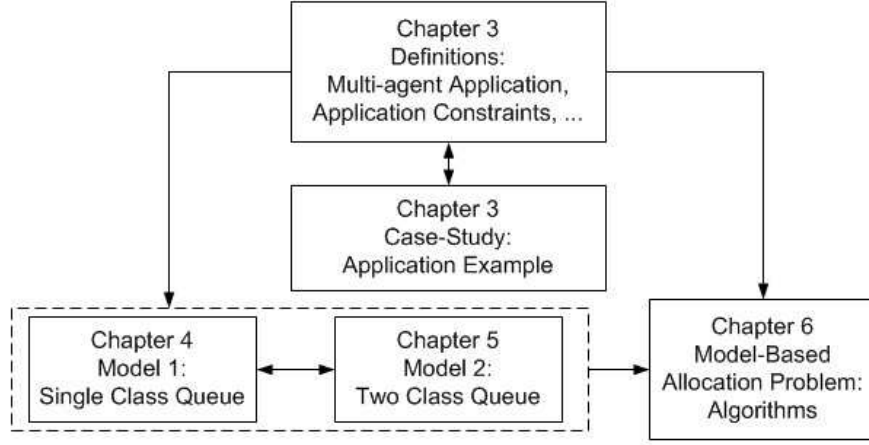 Chapter 3
Definitions:
Multi-agent Application,
Application Constraints, ...
Chapter 3
Case-Study:
Application Example
Chapter 4
Model 1:
Single Class Queue
Chapter 5
Model 2:
Two Class Queue
Chapter 6
Model-Based
Allocation Problem:
Algorithms